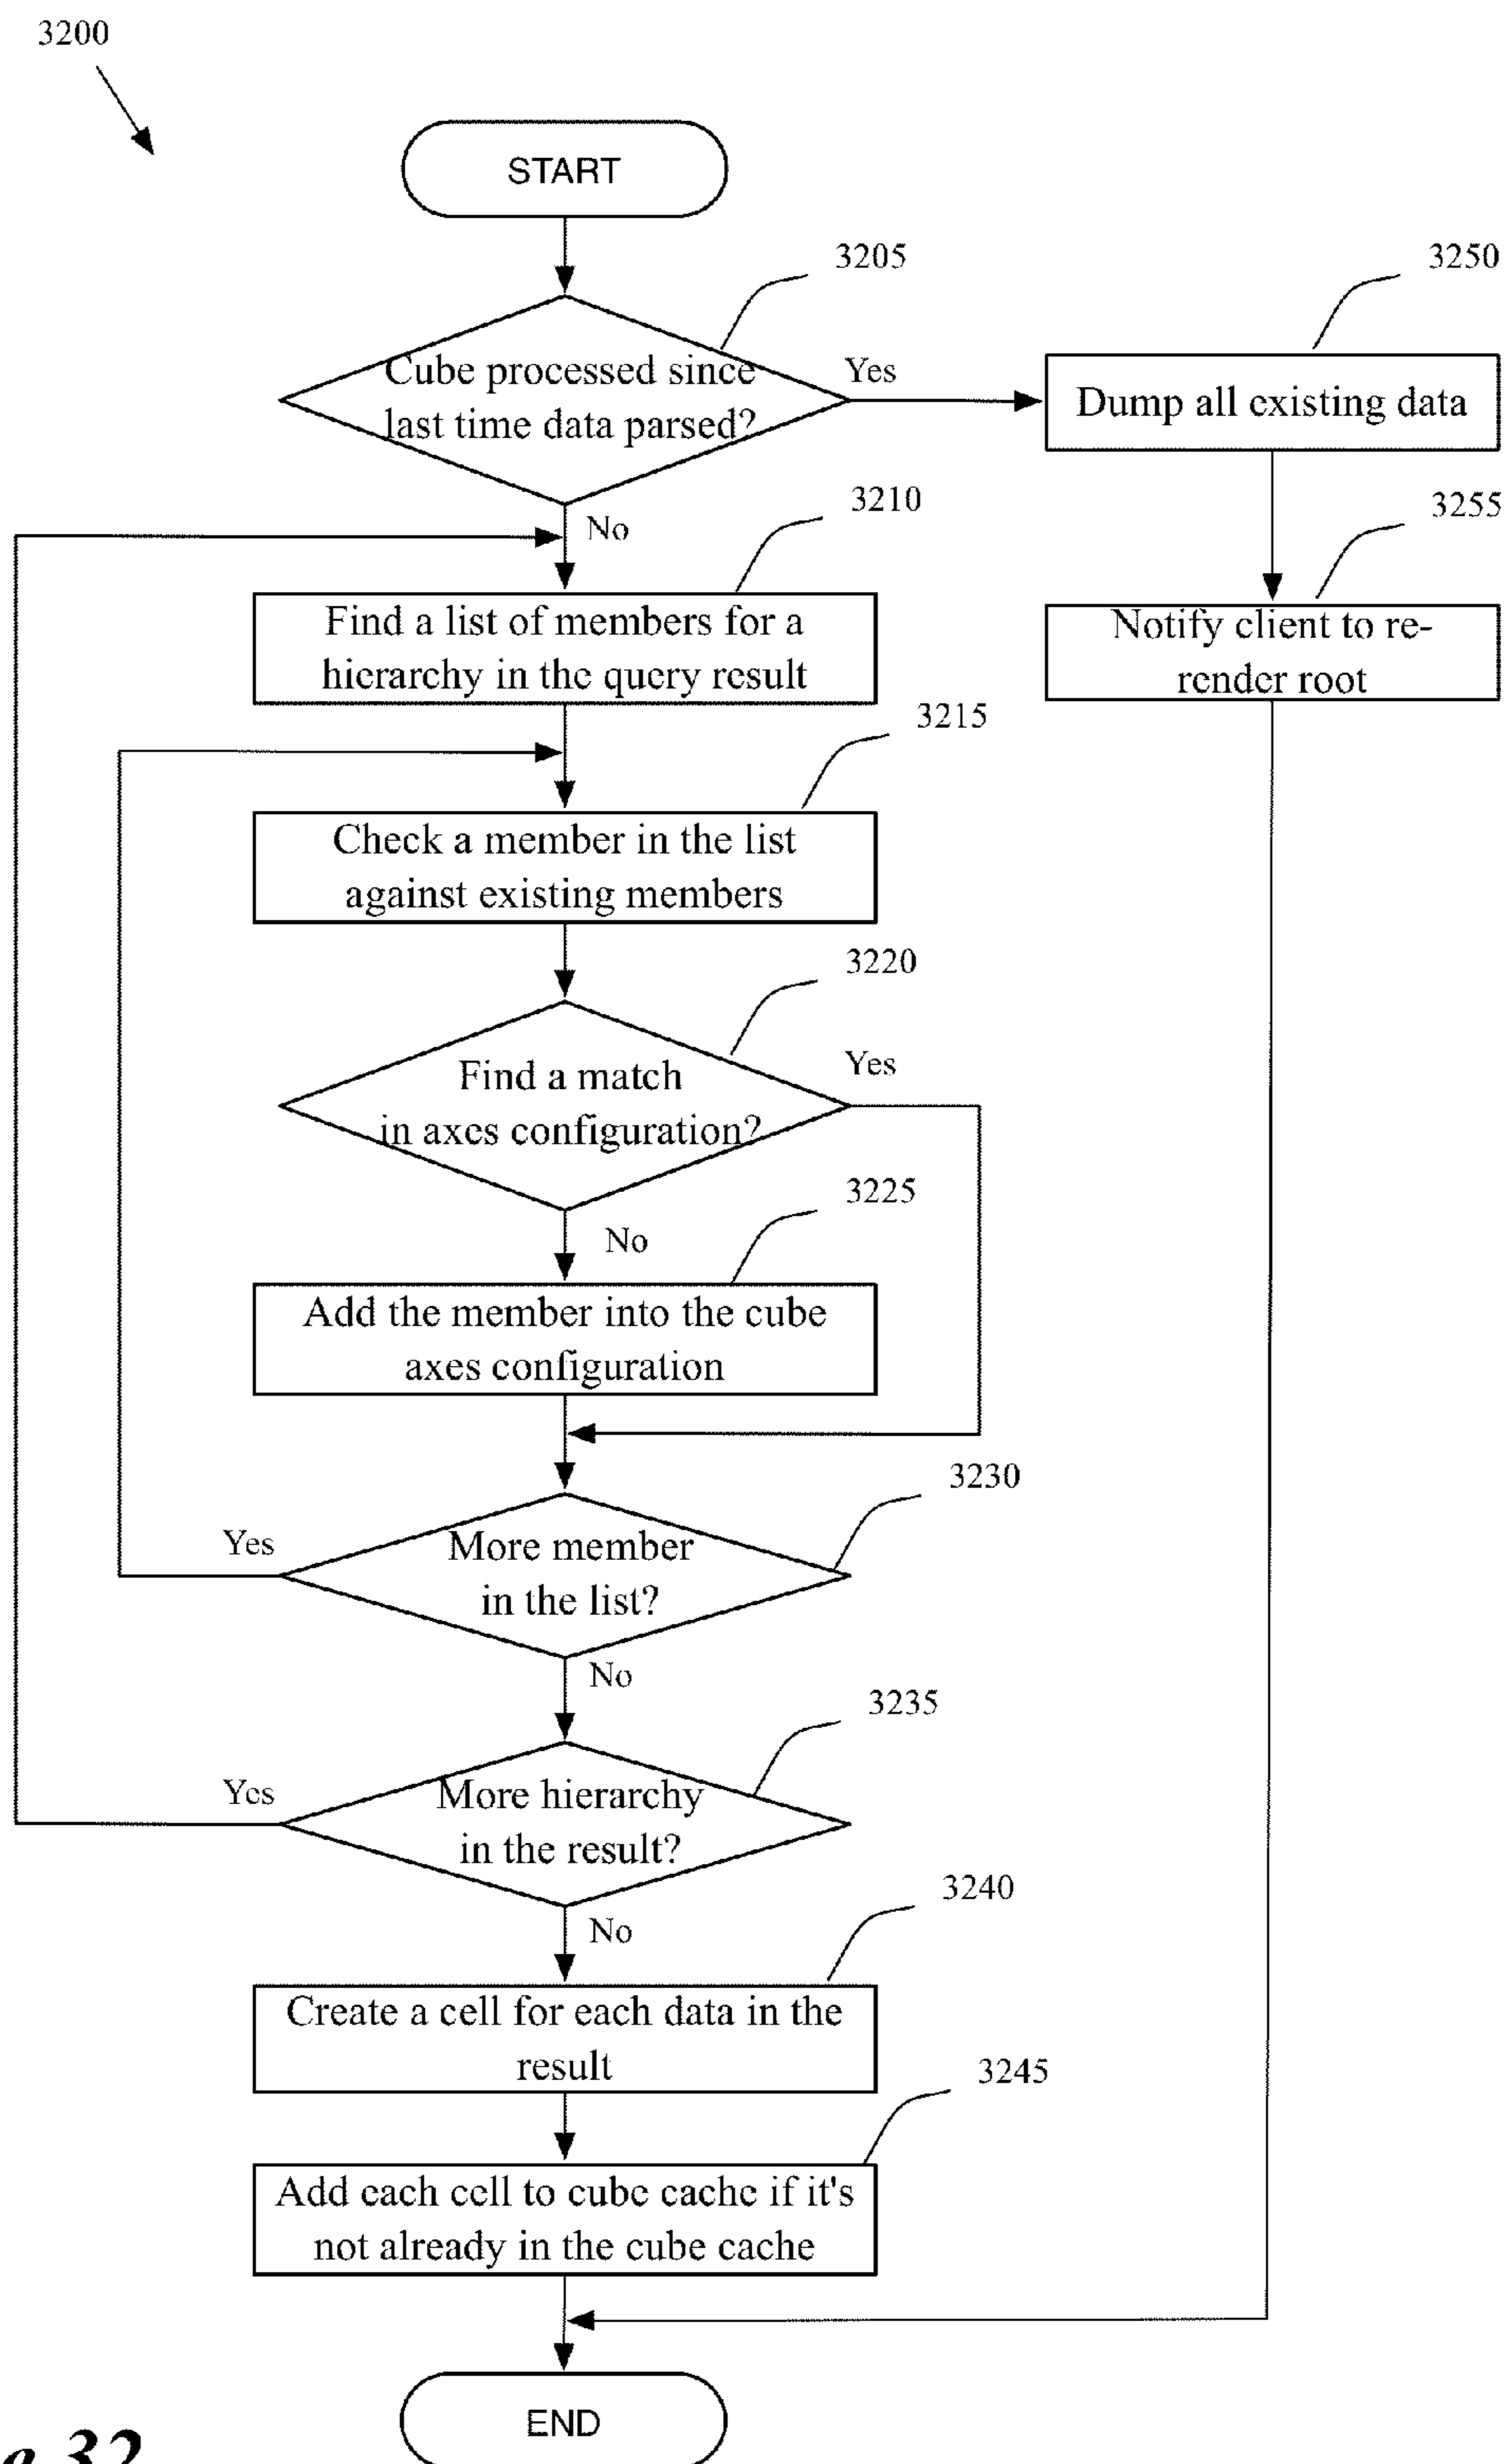 3200
START
3205
3250
Cube processed since
last time data parsed?
Yes
Dump all existing data
3210
3255
No
Find a list of members for a
hierarchy in the query result
Notify client to re-
render root
3215
Check a member in the list
against existing members
3220
Find a match
in axes configuration?
Yes
3225
No
Add the member into the cube
axes configuration
3230
Yes
More member
in the list?
No
3235
Yes
More hierarchy
in the result?
3240
No
Create a cell for each data in the
result
3245
Add each cell to cube cache if it's
not already in the cube cache
END
32